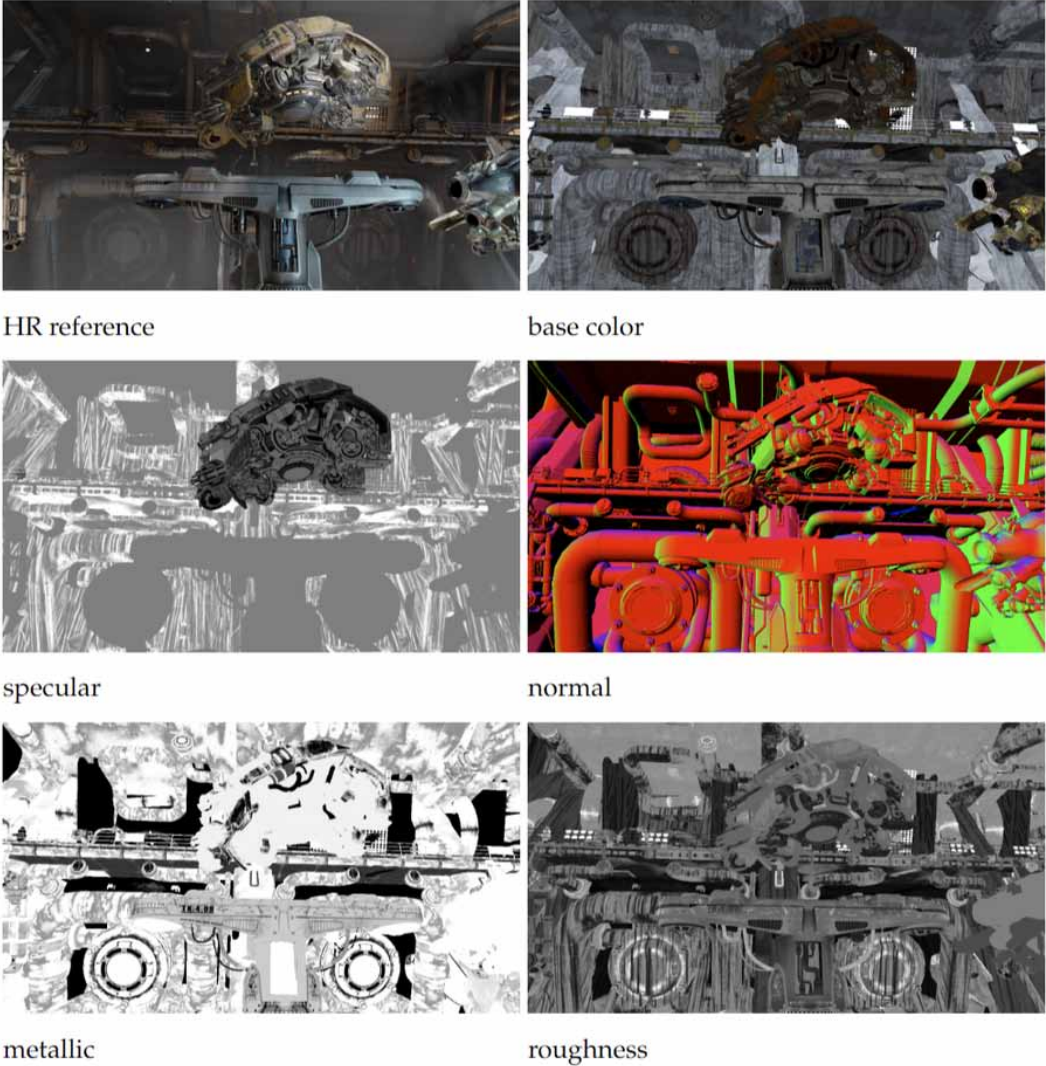 HR reference
base color
specular
normal
metallic
roughness